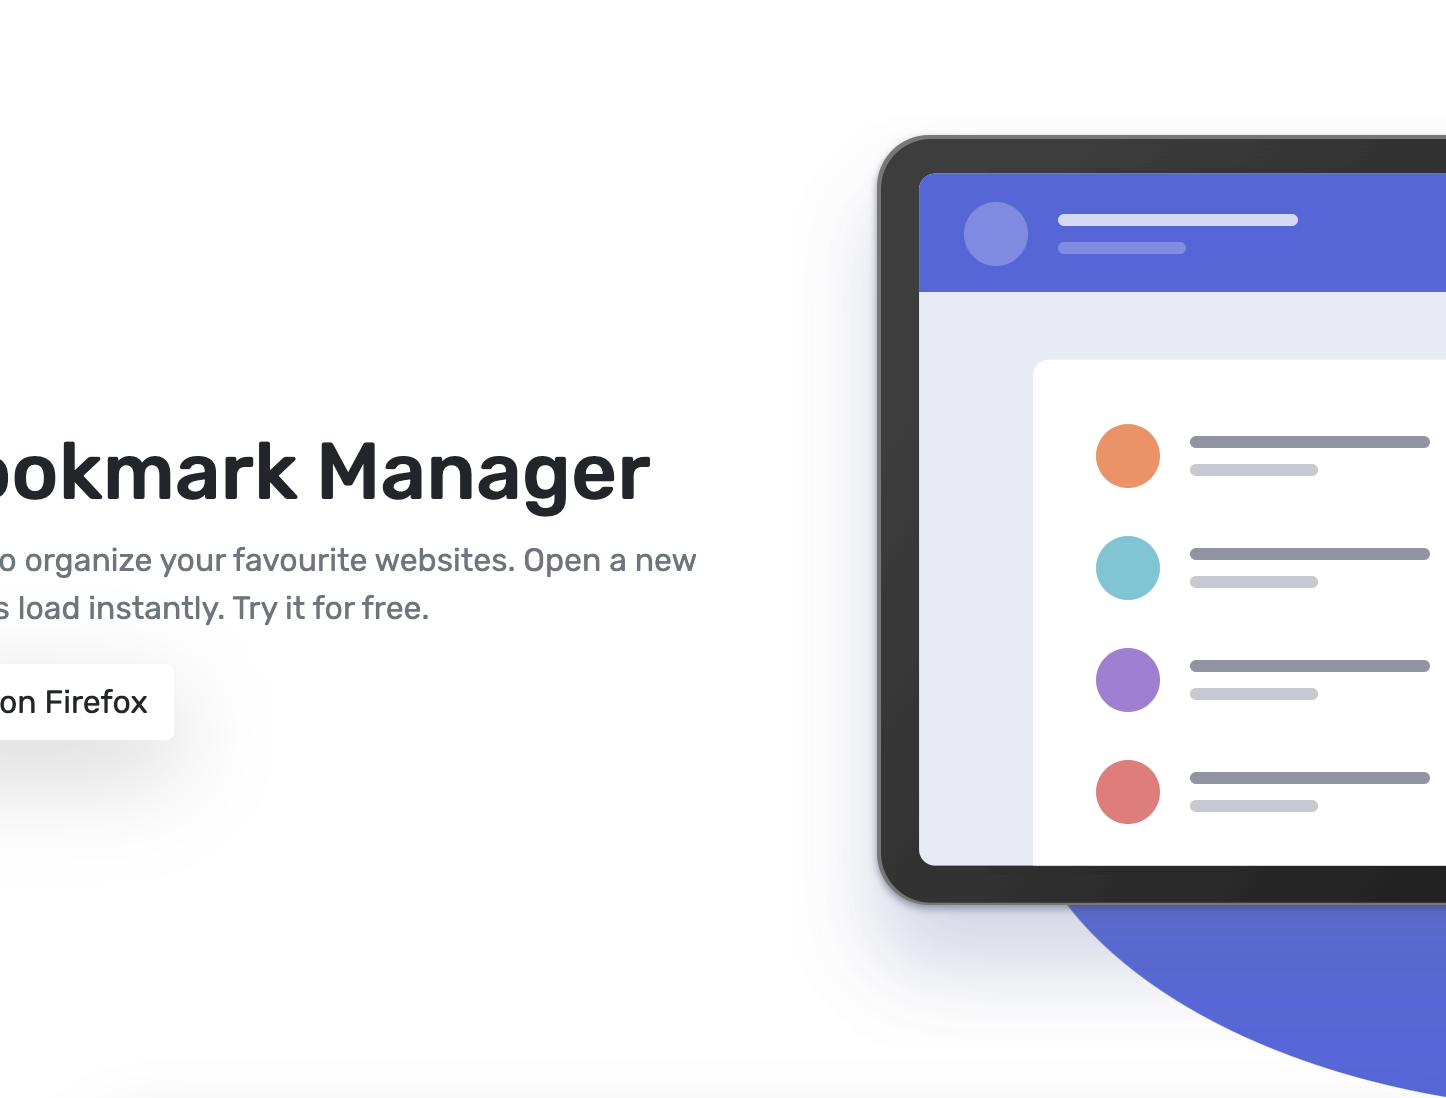 ookmark Manager
o organize your favourite websites. Open a new
s load instantly. Try it for free.
on Firefox